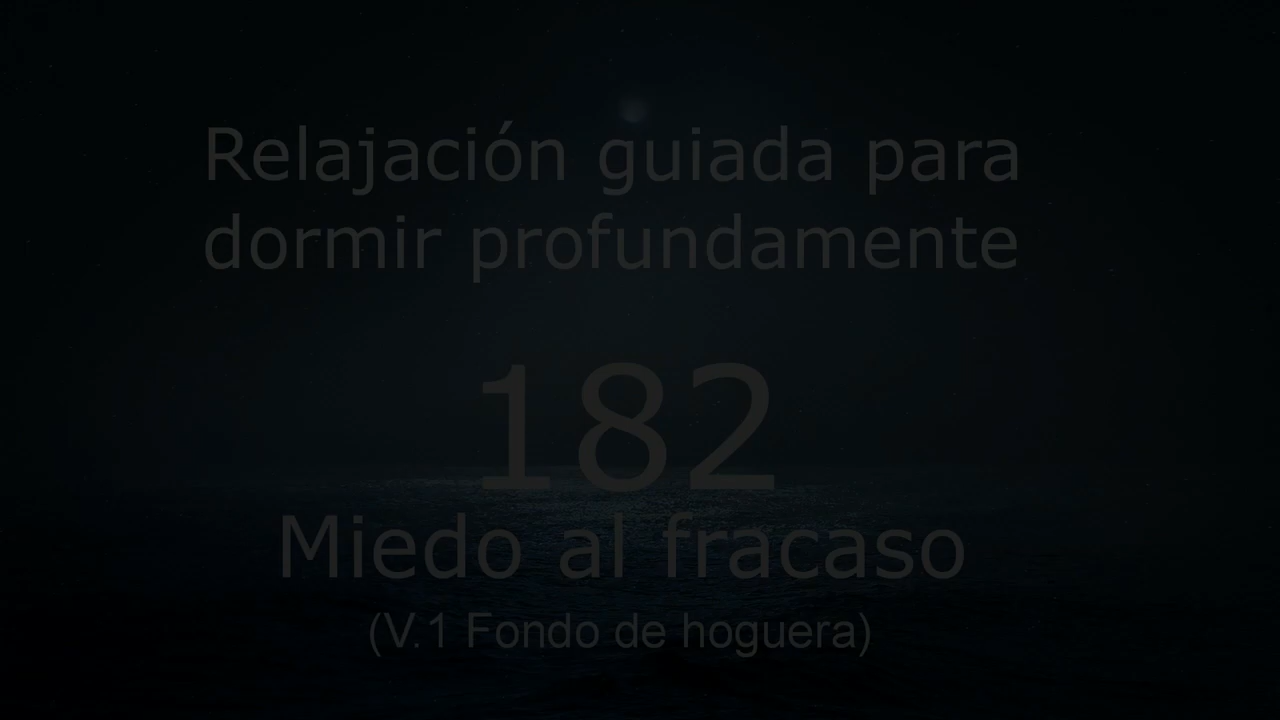 Relajación guiada para
dormir profundamente
182
Miedo al fracaso
(V.1 Fondo de hoguera)